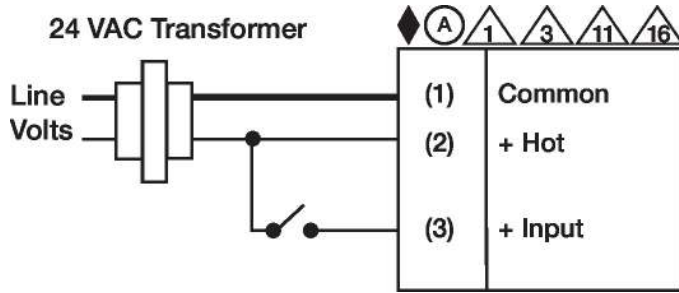 24 VAC Transformer
A 1 3 11 16
Line
Volts
(1) Common
(2) + Hot
(3) + Input